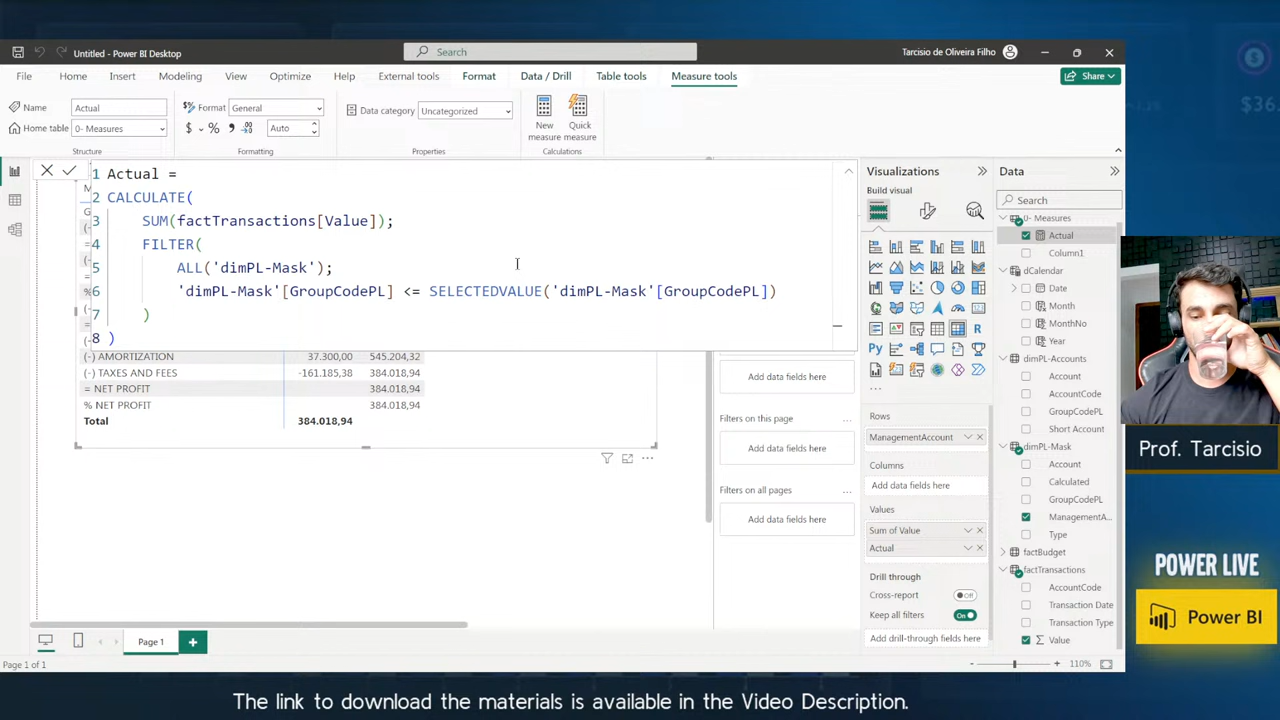 Untitled - Power BI Desktop
Search
Tarcisio de Oliveira Filho
File Home Insert Modeling View Optimize Help External tools Format Data / Drill Table tools Measure tools
Share
Name Actual
Format General
Data category Uncategorized
Home table 0- Measures
$ % Auto
New measure
Quick measure
Structure Formatting Properties Calculations
1 Actual =
2 CALCULATE(
3 SUM(factTransactions[Value]);
4 FILTER(
5 ALL('dimPL-Mask');
6 'dimPL-Mask'[GroupCodePL] <= SELECTEDVALUE('dimPL-Mask'[GroupCodePL])
7 )
8 )
(-) AMORTIZATION 37.300,00 545.204,32
(-) TAXES AND FEES -161.185,38 384.018,94
= NET PROFIT 384.018,94
% NET PROFIT 384.018,94
Total 384.018,94
Add data fields here
Filters on this page ...
Add data fields here
Filters on all pages ...
Add data fields here
Visualizations
Build visual
Rows
ManagementAccount
Columns
Add data fields here
Values
Sum of Value
Actual
Drill through
Cross-report Off
Keep all filters On
Add drill-through fields here
Data
Search
0- Measures
Actual
Column1
dCalendar
Date
Month
MonthNo
Year
dimPL-Accounts
Account
AccountCode
GroupCodePL
Short Account
dimPL-Mask
Account
Calculated
GroupCodePL
ManagementA...
Type
factBudget
factTransactions
AccountCode
Transaction Date
Transaction Type
Value
Page 1
Page 1 of 1
110%
Prof. Tarcisio
POWER LIVE
Power BI
The link to download the materials is available in the Video Description.